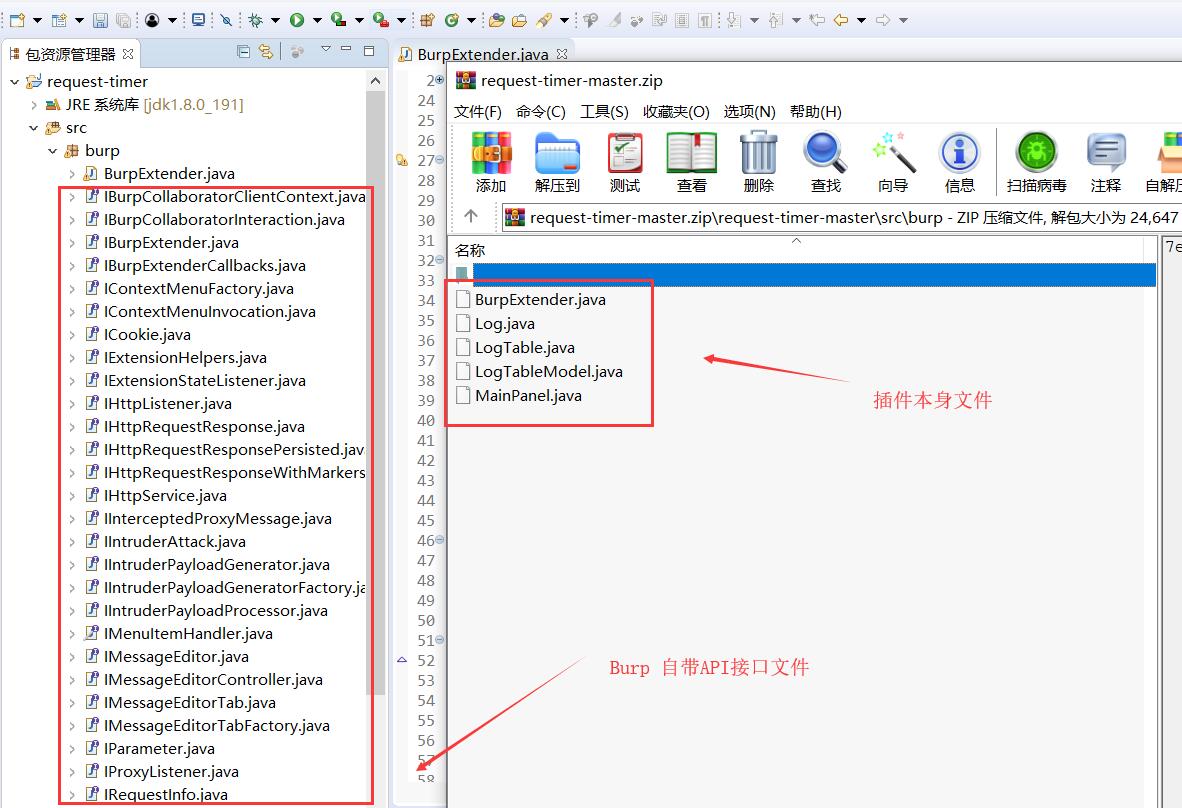 包资源管理器
request-timer
JRE 系统库 [jdk1.8.0_191]
src
burp
BurpExtender.java
IBurpCollaboratorClientContext.java
IBurpCollaboratorInteraction.java
IBurpExtender.java
IBurpExtenderCallbacks.java
IContextMenuFactory.java
IContextMenuInvocation.java
ICookie.java
IExtensionHelpers.java
IExtensionStateListener.java
IHttpListener.java
IHttpRequestResponse.java
IHttpRequestResponsePersisted.java
IHttpRequestResponseWithMarkers
IHttpService.java
IInterceptedProxyMessage.java
IIntruderAttack.java
IIntruderPayloadGenerator.java
IIntruderPayloadGeneratorFactory.ja
IIntruderPayloadProcessor.java
IMenuItemHandler.java
IMessageEditor.java
IMessageEditorController.java
IMessageEditorTab.java
IMessageEditorTabFactory.java
IParameter.java
IProxyListener.java
IRequestInfo.java
BurpExtender.java
2
24
25
26
27
28
29
30
31
32
33
34
35
36
37
38
39
40
41
42
43
44
45
46
47
48
49
50
51
52
53
54
55
56
57
58
request-timer-master.zip
文件(F) 命令(C) 工具(S) 收藏夹(O) 选项(N) 帮助(H)
添加 解压到 测试 查看 删除 查找 向导 信息 扫描病毒 注释 自解压
request-timer-master.zip\request-timer-master\src\burp - ZIP 压缩文件, 解包大小为 24,647
名称
7e
BurpExtender.java
Log.java
LogTable.java
LogTableModel.java
MainPanel.java
插件本身文件
Burp 自带API接口文件